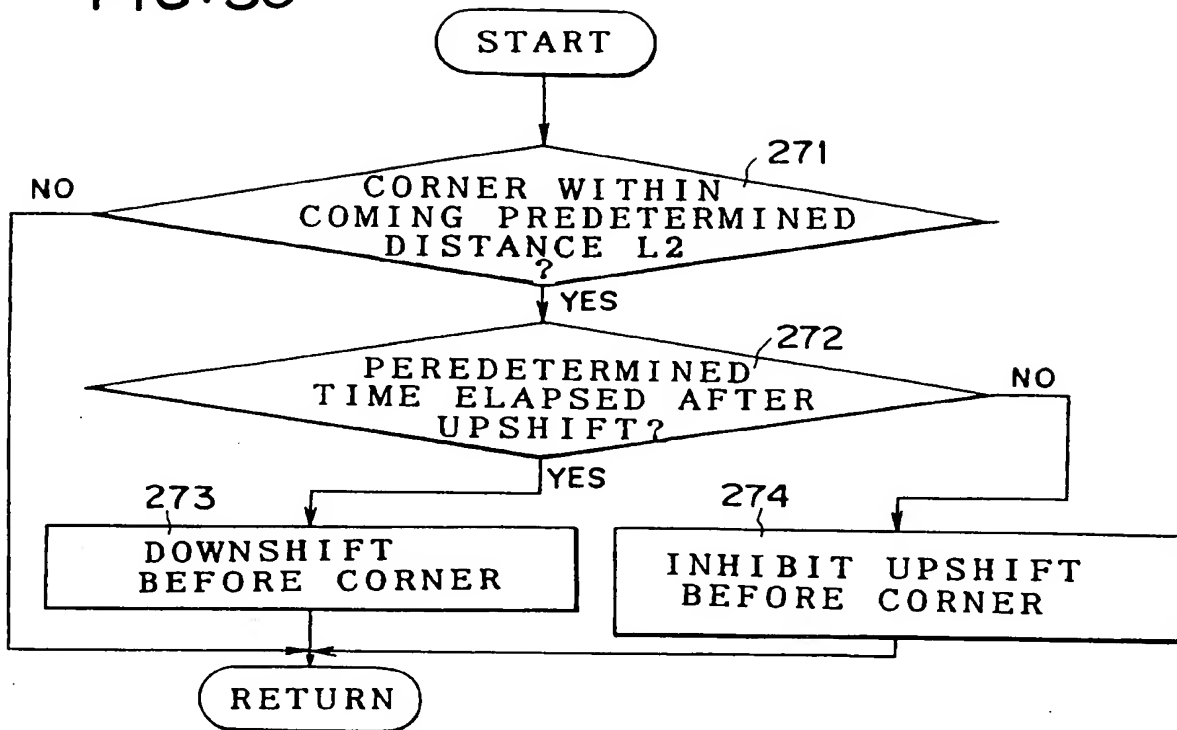 START
271
NO
CORNER WITHIN
COMING PREDETERMINED
DISTANCE L2
?
YES
272
PEREDETERMINED
TIME ELAPSED AFTER
UPSHIFT?
NO
YES
273
274
DOWNSHIFT
BEFORE CORNER
INHIBIT UPSHIFT
BEFORE CORNER
RETURN